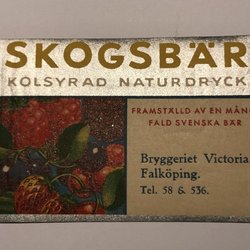 SKOGSBÄR
KOLSYRAD NATURDRYCK
FRAMSTÄLLD AV EN MÅNG
FALD SVENSKA BÄR
Bryggeriet Victoria
Falköping.
Tel. 58 & 536.